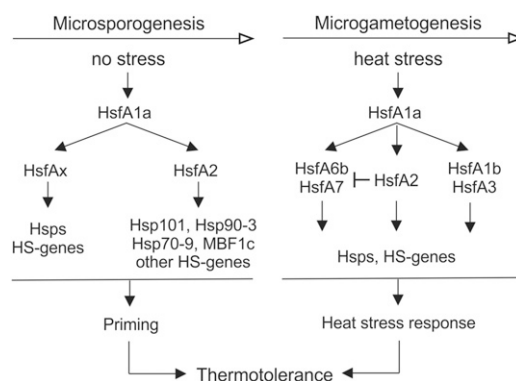 Microsporogenesis
no stress
HsfA1a
HsfAx
HsfA2
Hsps
HS-genes
Hsp101, Hsp90-3
Hsp70-9, MBF1c
other HS-genes
Priming
Microgametogenesis
heat stress
HsfA1a
HsfA6b
HsfA7
HsfA2
HsfA1b
HsfA3
Hsps, HS-genes
Heat stress response
Thermotolerance